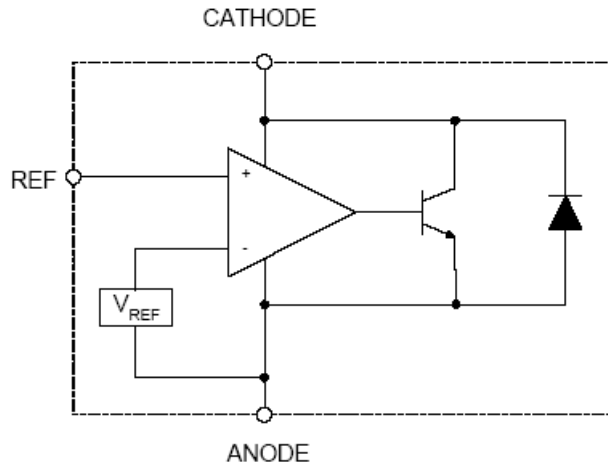 CATHODE
REF
+
-
VREF
ANODE